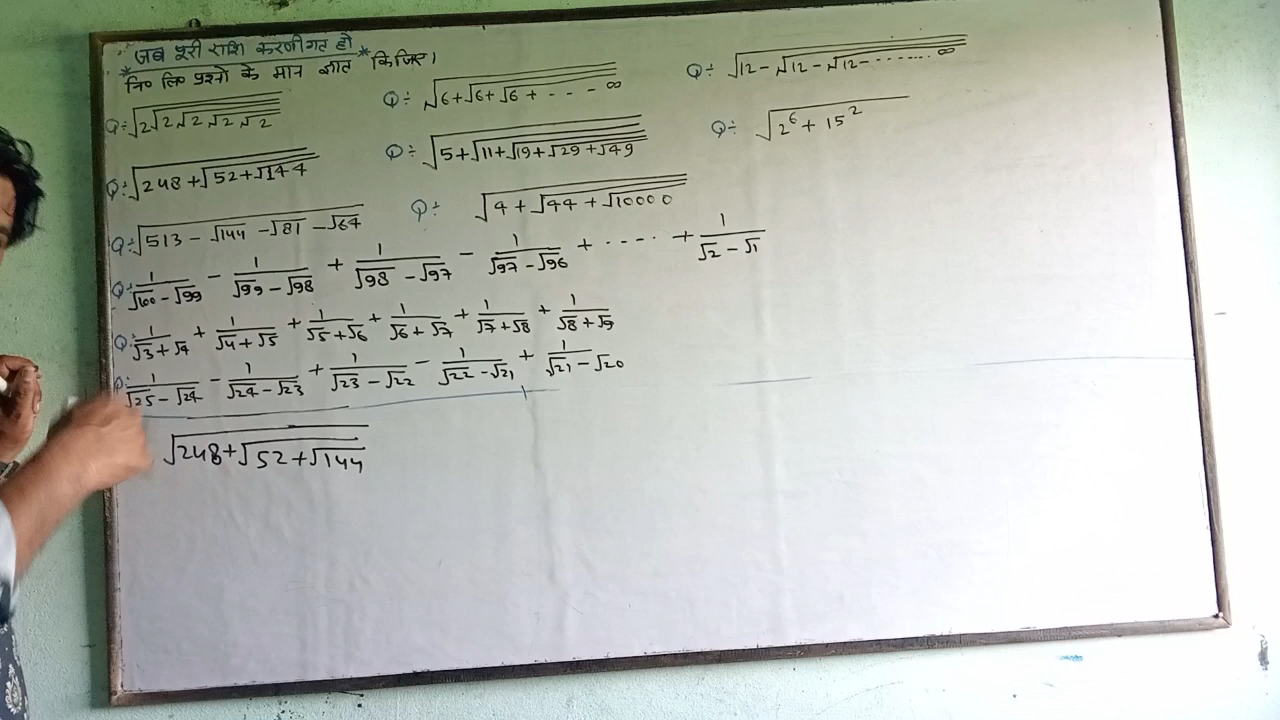 * जब पूरी राशि करणीगत हो *
नि० लि० प्रश्नो के मान ज्ञात किजिए।
Q÷ √2√2√2√2√2
Q÷ √6+√6+√6+---∞
Q÷ √12-√12-√12-........∞
Q÷ √248+√52+√144
Q÷ √5+√11+√19+√29+√49
Q÷ √2⁶+15²
Q÷ √513-√144-√81-√64
Q÷ √4+√44+√10000
Q÷ 1/√100-√99 - 1/√99-√98 + 1/√98-√97 - 1/√97-√96 + ..... + 1/√2-√1
Q÷ 1/√3+√4 + 1/√4+√5 + 1/√5+√6 + 1/√6+√7 + 1/√7+√8 + 1/√8+√9
Q÷ 1/√25-√24 - 1/√24-√23 + 1/√23-√22 - 1/√22-√21 + 1/√21-√20
√248+√52+√144